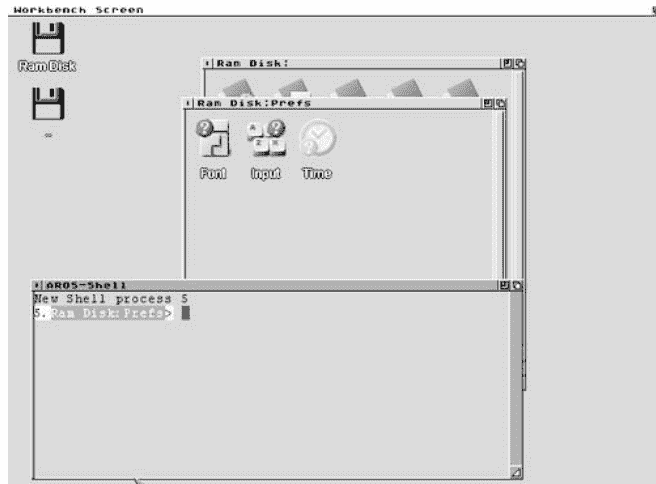 Workbench Screen
Ram Disk
Ram Disk:
Ram Disk:Prefs
Font
Input
Time
AROS-Shell
New Shell process 5
5.Ram Disk:Prefs>